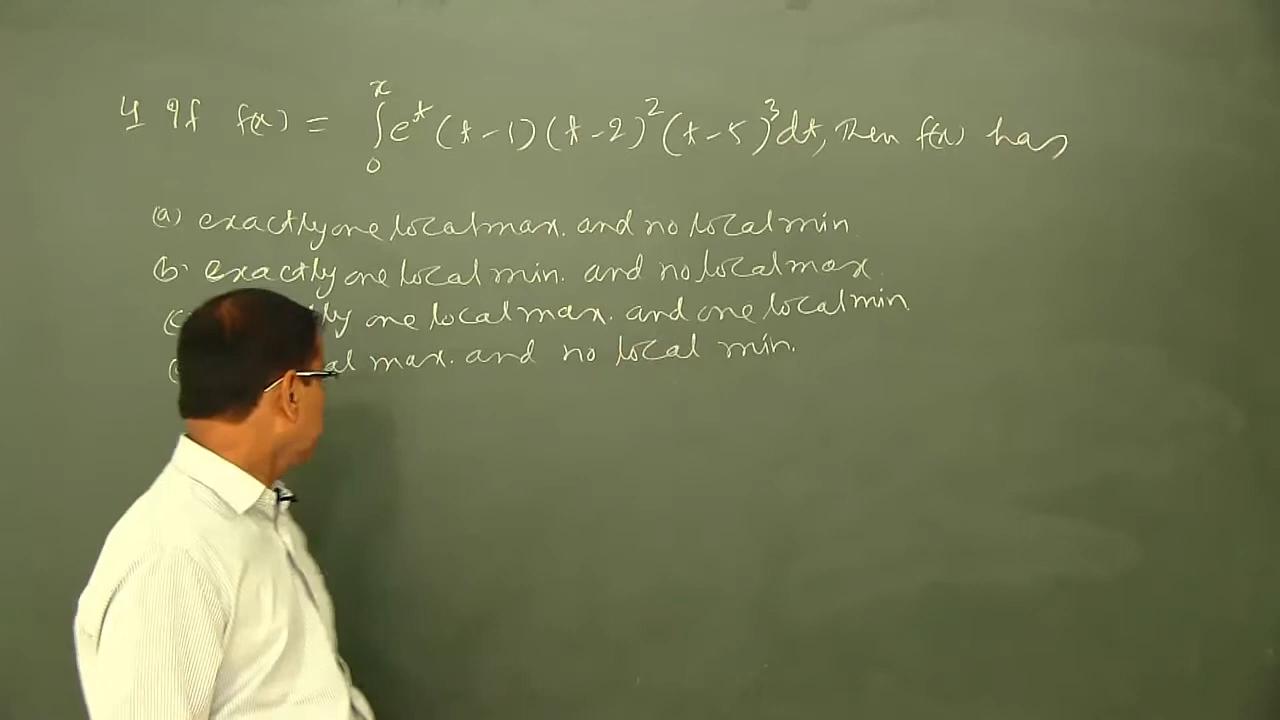 4 If f(x) = ∫₀ˣ eᵗ (t-1) (t-2)² (t-5)³ dt, Then f(x) has
(a) exactly one local max. and no local min
(b. exactly one local min. and no local max
(c one local max. and one local min
max. and no local min.